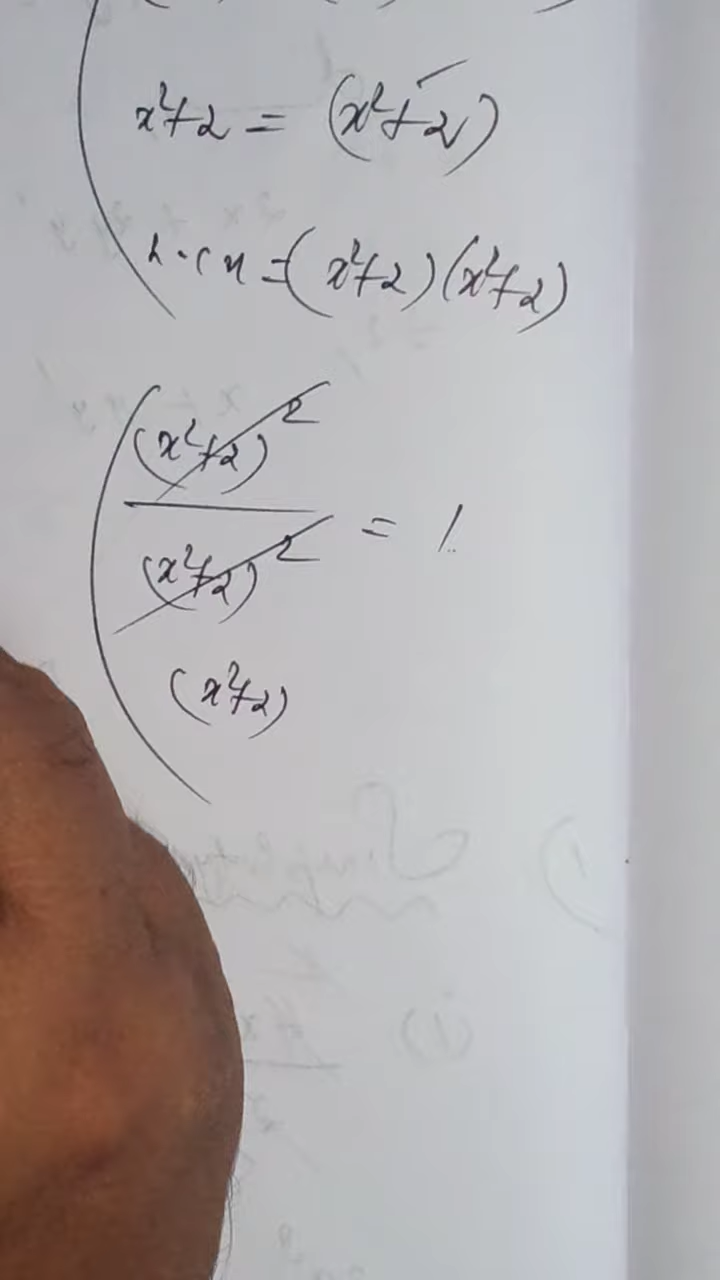 x²+2 = (x²+2)
L.C M = (x²+2)(x²+2)
(x²+2)²
(x²+2)² = 1
(x²+2)